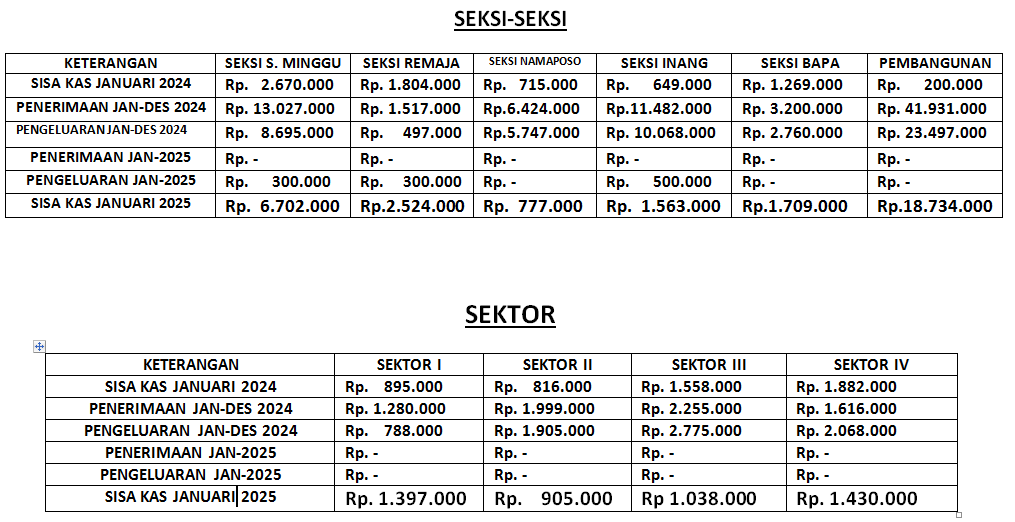 SEKSI-SEKSI
KETERANGAN SEKSI S. MINGGU SEKSI REMAJA SEKSI NAMAPOSO SEKSI INANG SEKSI BAPA PEMBANGUNAN
SISA KAS JANUARI 2024 Rp. 2.670.000 Rp. 1.804.000 Rp. 715.000 Rp. 649.000 Rp. 1.269.000 Rp. 200.000
PENERIMAAN JAN-DES 2024 Rp. 13.027.000 Rp. 1.517.000 Rp.6.424.000 Rp.11.482.000 Rp. 3.200.000 Rp. 41.931.000
PENGELUARAN JAN-DES 2024 Rp. 8.695.000 Rp. 497.000 Rp.5.747.000 Rp. 10.068.000 Rp. 2.760.000 Rp. 23.497.000
PENERIMAAN JAN-2025 Rp. - Rp. - Rp. - Rp. - Rp. - Rp. -
PENGELUARAN JAN-2025 Rp. 300.000 Rp. 300.000 Rp. - Rp. 500.000 Rp. - Rp. -
SISA KAS JANUARI 2025 Rp. 6.702.000 Rp.2.524.000 Rp. 777.000 Rp. 1.563.000 Rp.1.709.000 Rp.18.734.000
SEKTOR
KETERANGAN SEKTOR I SEKTOR II SEKTOR III SEKTOR IV
SISA KAS JANUARI 2024 Rp. 895.000 Rp. 816.000 Rp. 1.558.000 Rp. 1.882.000
PENERIMAAN JAN-DES 2024 Rp. 1.280.000 Rp. 1.999.000 Rp. 2.255.000 Rp. 1.616.000
PENGELUARAN JAN-DES 2024 Rp. 788.000 Rp. 1.905.000 Rp. 2.775.000 Rp. 2.068.000
PENERIMAAN JAN-2025 Rp. - Rp. - Rp. - Rp. -
PENGELUARAN JAN-2025 Rp. - Rp. - Rp. - Rp. -
SISA KAS JANUARI 2025 Rp. 1.397.000 Rp. 905.000 Rp 1.038.000 Rp. 1.430.000